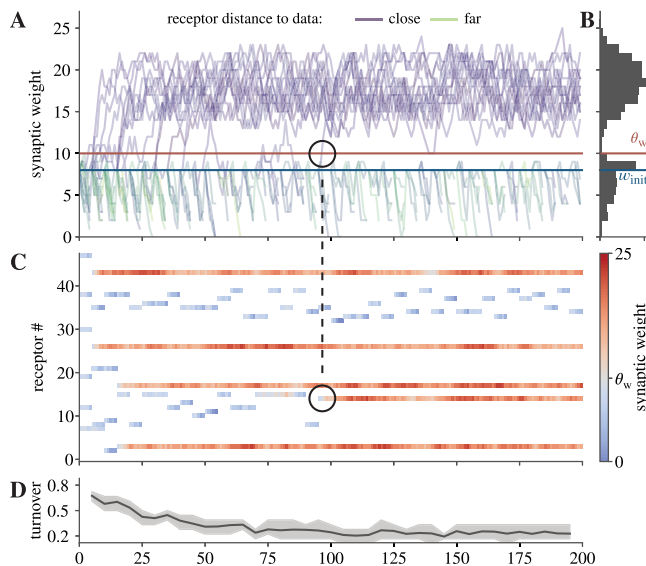 A
receptor distance to data: close far
B
25
20
15
10
5
0
synaptic weight
θw
winit
C
40
30
20
10
0
receptor #
25
θw
0
synaptic weight
D
0.8
0.5
0.2
turnover
0 25 50 75 100 125 150 175 200